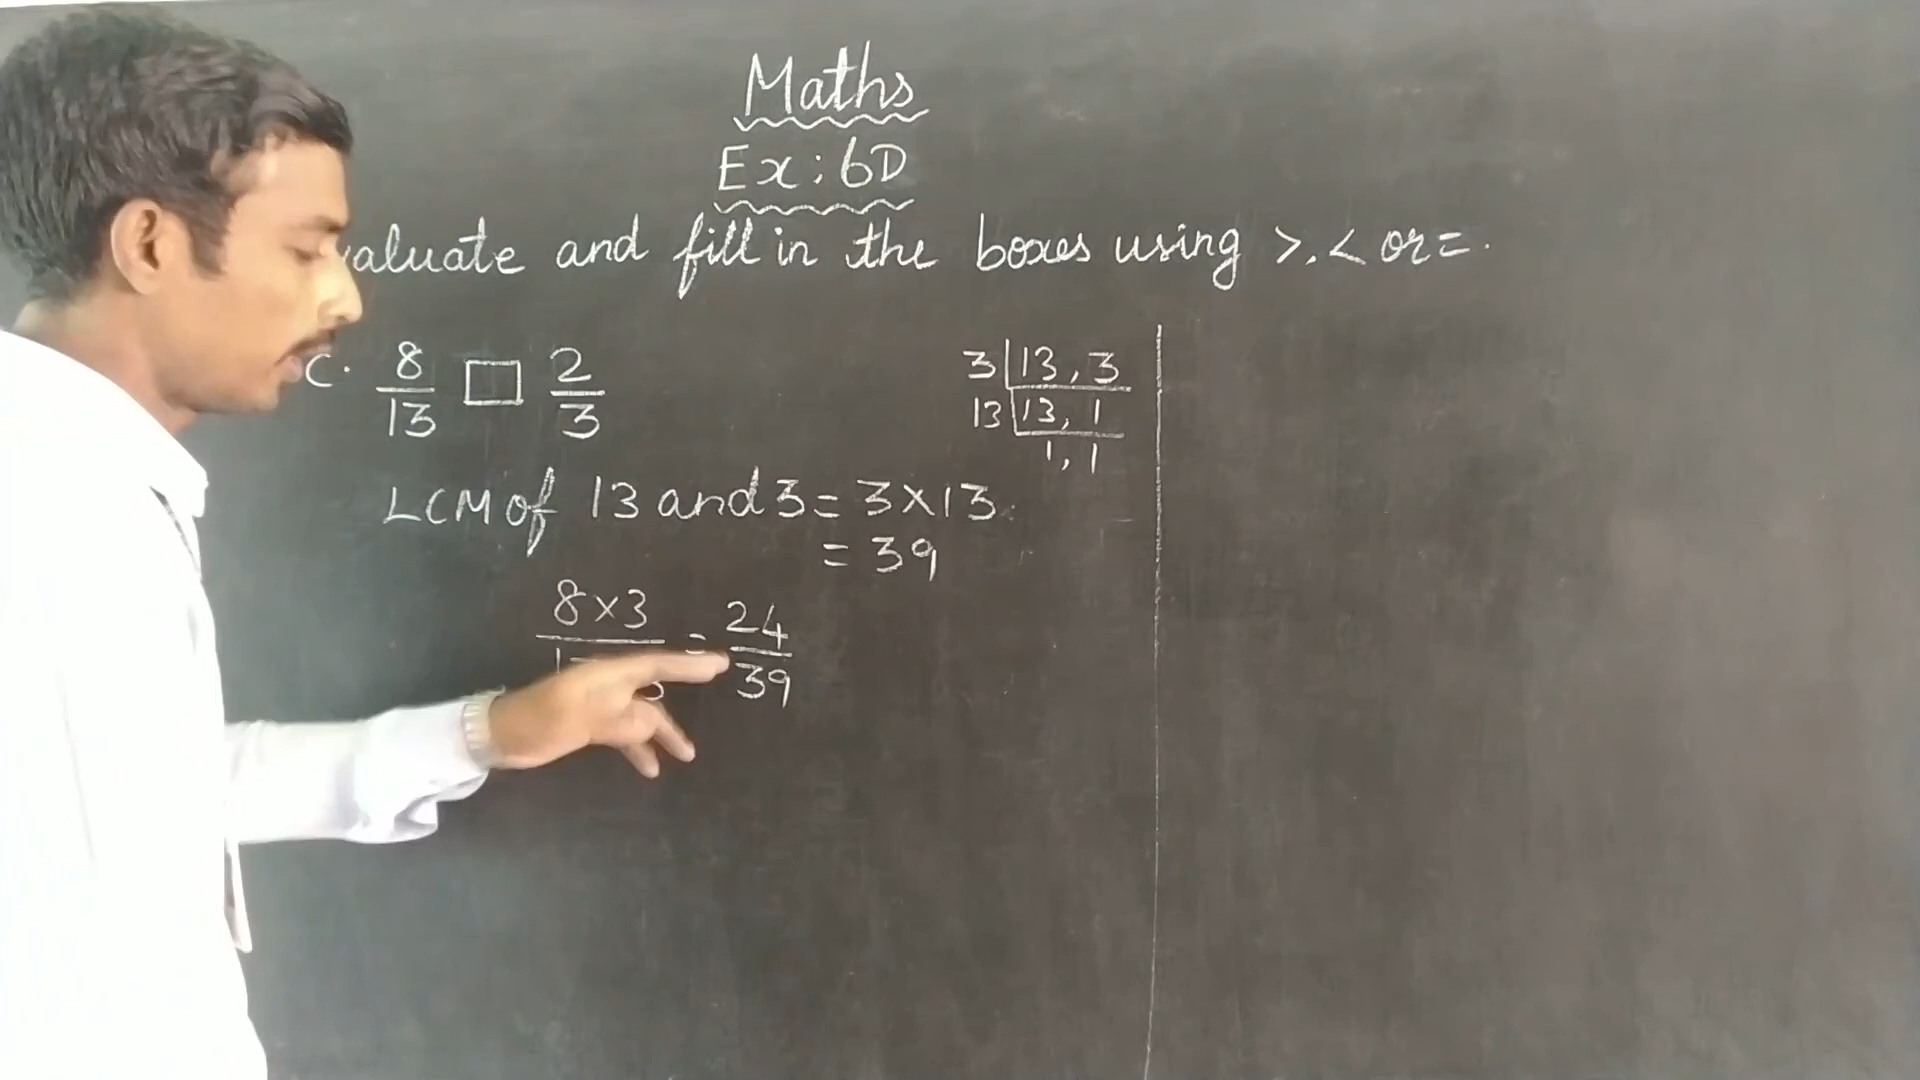 Maths
Ex: 6D
valuate and fill in the boxes using >, < or = .
C. 8/13 □ 2/3
3 | 13, 3
13 | 13, 1
1, 1
LCM of 13 and 3 = 3 × 13
= 39
8×3 = 24
39